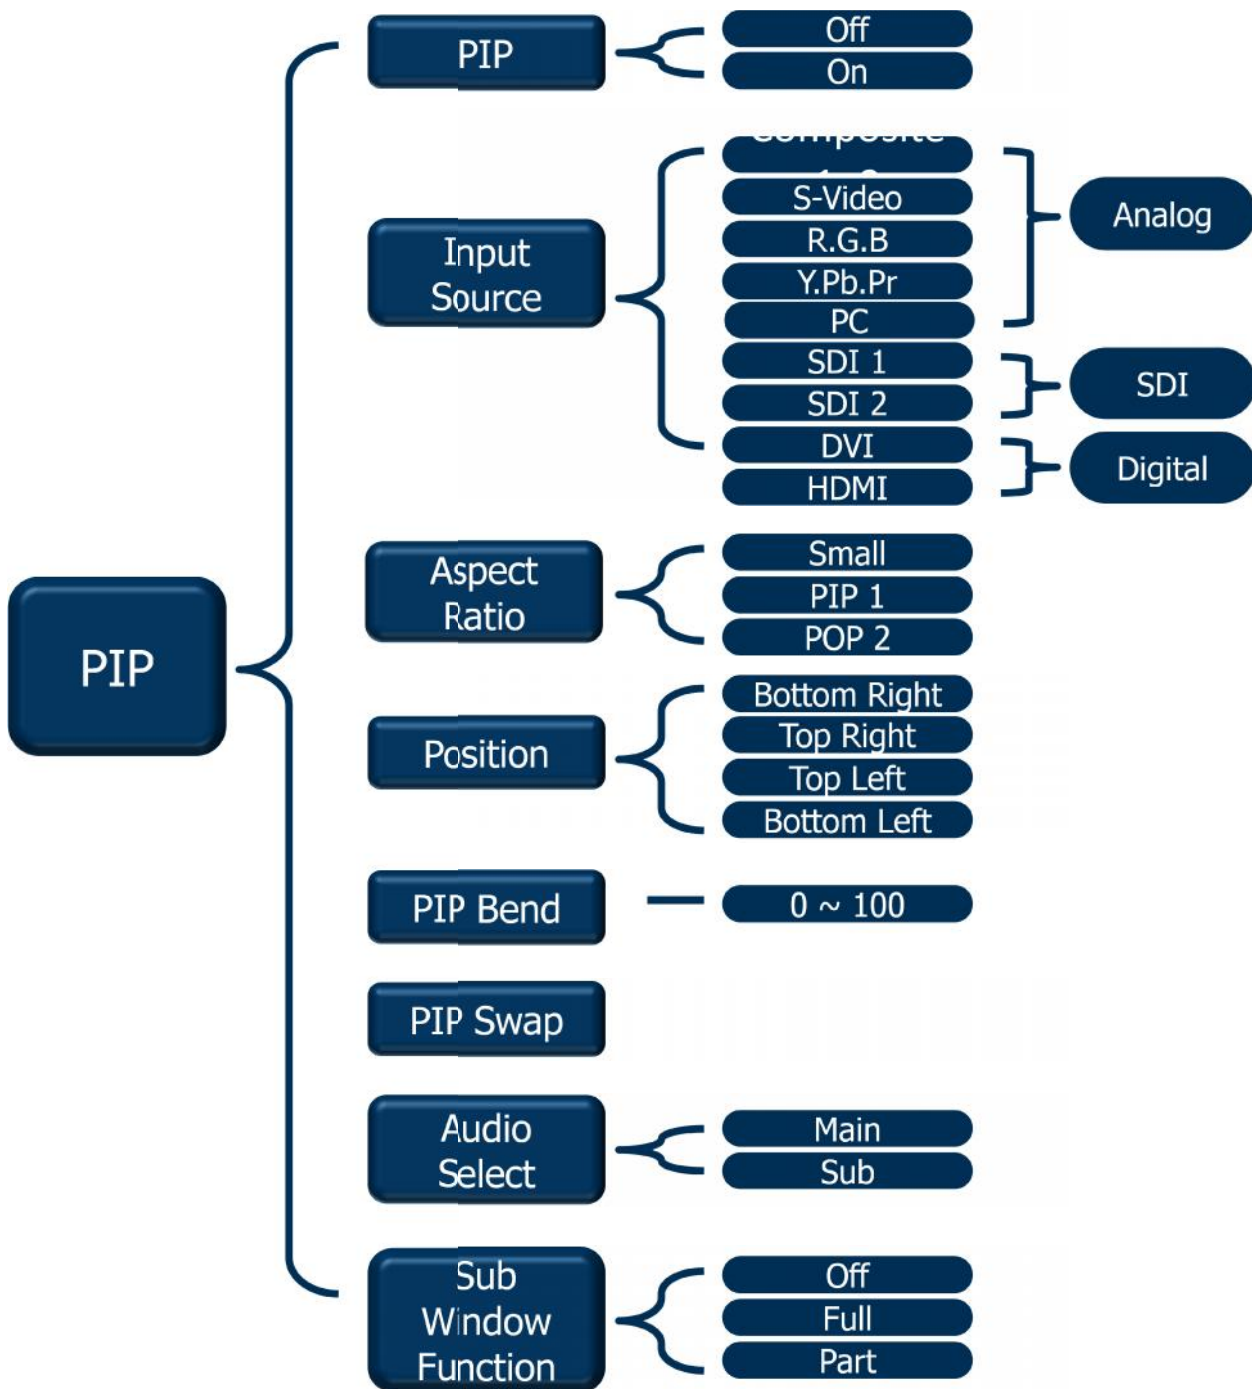 PIP
PIP
Off
On
Input
Source
Composite
S-Video
R.G.B
Y.Pb.Pr
PC
SDI 1
SDI 2
DVI
HDMI
Analog
SDI
Digital
Aspect
Ratio
Small
PIP 1
POP 2
Position
Bottom Right
Top Right
Top Left
Bottom Left
PIP Bend
0 ~ 100
PIP Swap
Audio
Select
Main
Sub
Sub
Window
Function
Off
Full
Part